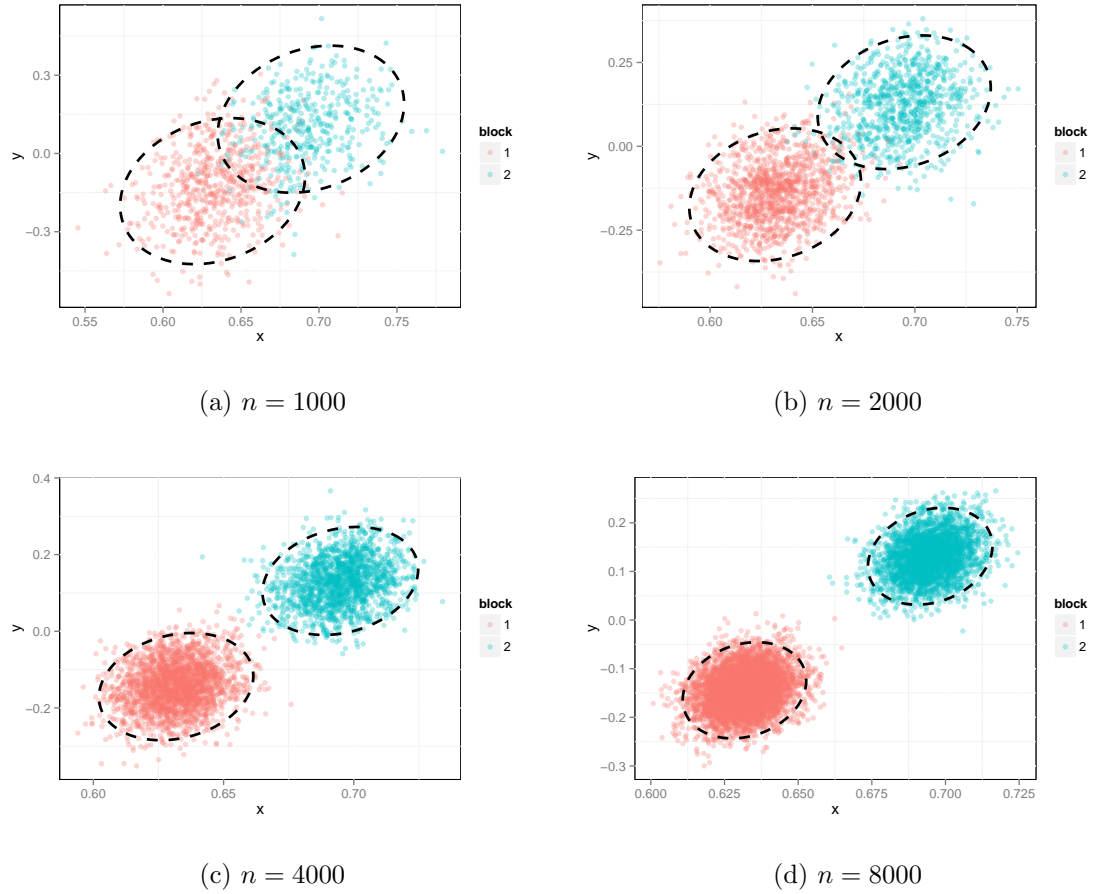 0.3
0.0
−0.3
y
0.55
0.60
0.65
0.70
0.75
x
block
1
2
(a) n = 1000
0.25
0.00
−0.25
y
0.60
0.65
0.70
0.75
x
block
1
2
(b) n = 2000
0.4
0.2
0.0
−0.2
y
0.60
0.65
0.70
x
block
1
2
(c) n = 4000
0.2
0.1
0.0
−0.1
−0.2
−0.3
y
0.600
0.625
0.650
0.675
0.700
0.725
x
block
1
2
(d) n = 8000